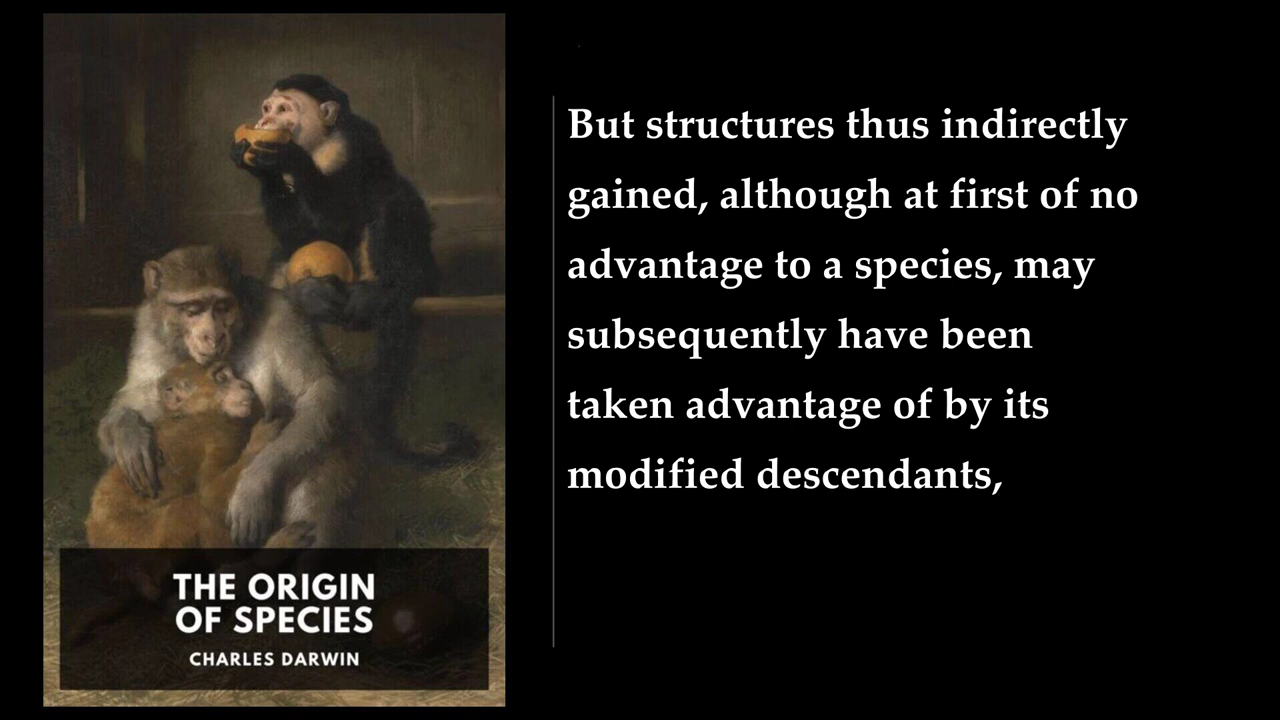 THE ORIGIN
OF SPECIES
CHARLES DARWIN
But structures thus indirectly
gained, although at first of no
advantage to a species, may
subsequently have been
taken advantage of by its
modified descendants,